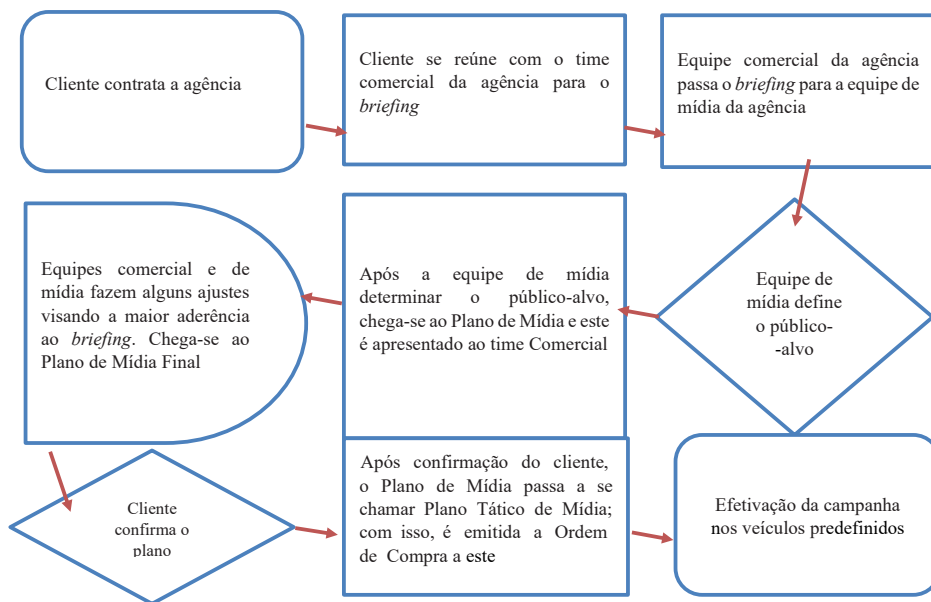 Cliente contrata a agência
Cliente se reúne com o time
comercial da agência para o
briefing
Equipe comercial da agência
passa o briefing para a equipe de
mídia da agência
Equipe de
mídia define
o público-
-alvo
Após a equipe de mídia
determinar o público-alvo,
chega-se ao Plano de Mídia e este
é apresentado ao time Comercial
Equipes comercial e de
mídia fazem alguns ajustes
visando a maior aderência
ao briefing. Chega-se ao
Plano de Mídia Final
Cliente
confirma o
plano
Após confirmação do cliente,
o Plano de Mídia passa a se
chamar Plano Tático de Mídia;
com isso, é emitida a Ordem
de Compra a este
Efetivação da campanha
nos veículos predefinidos